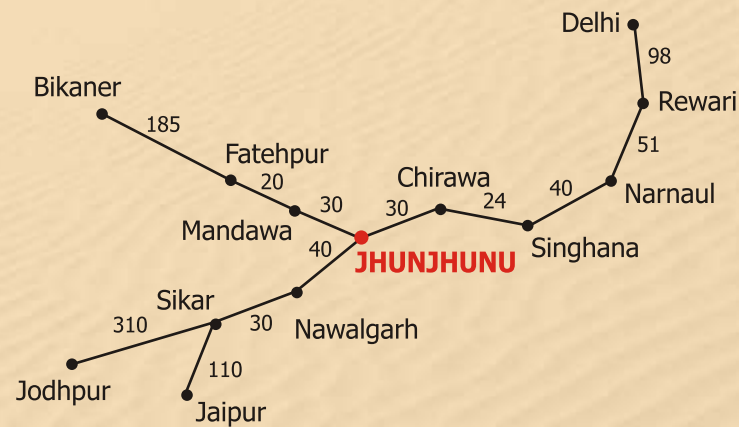 Delhi
98
Bikaner
Rewari
185
51
Fatehpur
Chirawa
20
40
Narnaul
30
30
24
Mandawa
40
Singhana
JHUNJHUNU
Sikar
310
30
Nawalgarh
110
Jodhpur
Jaipur